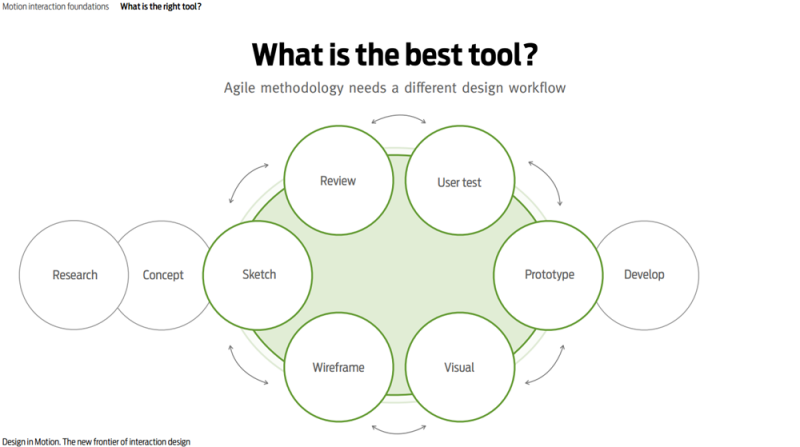 Motion interaction foundations What is the right tool?
What is the best tool?
Agile methodology needs a different design workflow
Review
User test
Research
Concept
Sketch
Prototype
Develop
Wireframe
Visual
Design in Motion. The new frontier of interaction design